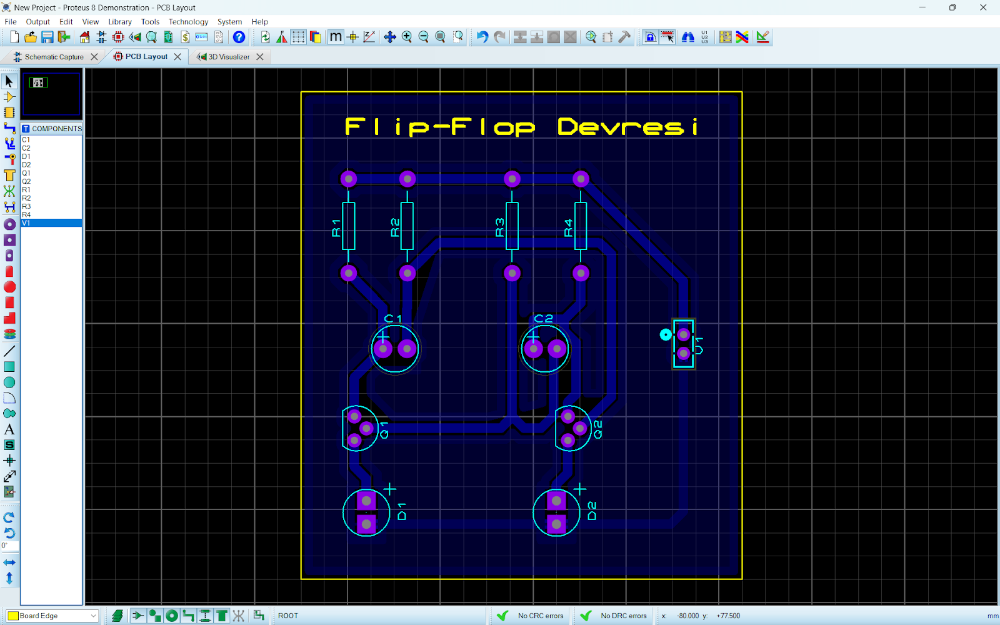 New Project - Proteus 8 Demonstration - PCB Layout
File Output Edit View Library Tools Technology System Help
Schematic Capture PCB Layout 3D Visualizer
T COMPONENTS
C1
C2
D1
D2
Q1
Q2
R1
R2
R3
R4
V1
Flip-Flop Devresi
R1 R2 R3 R4
C1 C2
V1
Q1 Q2
D1 D2
0°
Board Edge ROOT No CRC errors No DRC errors x: -80.000 y: +77.500 mm